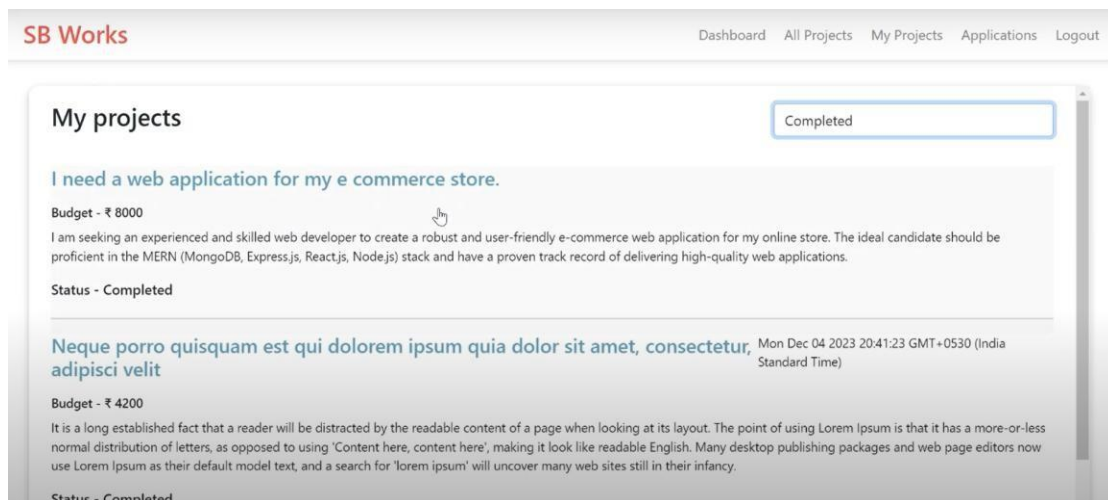 SB Works
Dashboard All Projects My Projects Applications Logout
My projects
Completed
I need a web application for my e commerce store.
Budget - ₹ 8000
I am seeking an experienced and skilled web developer to create a robust and user-friendly e-commerce web application for my online store. The ideal candidate should be
proficient in the MERN (MongoDB, Express.js, React.js, Node.js) stack and have a proven track record of delivering high-quality web applications.
Status - Completed
Neque porro quisquam est qui dolorem ipsum quia dolor sit amet, consectetur,
adipisci velit
Mon Dec 04 2023 20:41:23 GMT+0530 (India
Standard Time)
Budget - ₹ 4200
It is a long established fact that a reader will be distracted by the readable content of a page when looking at its layout. The point of using Lorem Ipsum is that it has a more-or-less
normal distribution of letters, as opposed to using 'Content here, content here', making it look like readable English. Many desktop publishing packages and web page editors now
use Lorem Ipsum as their default model text, and a search for 'lorem ipsum' will uncover many web sites still in their infancy.
Status - Completed